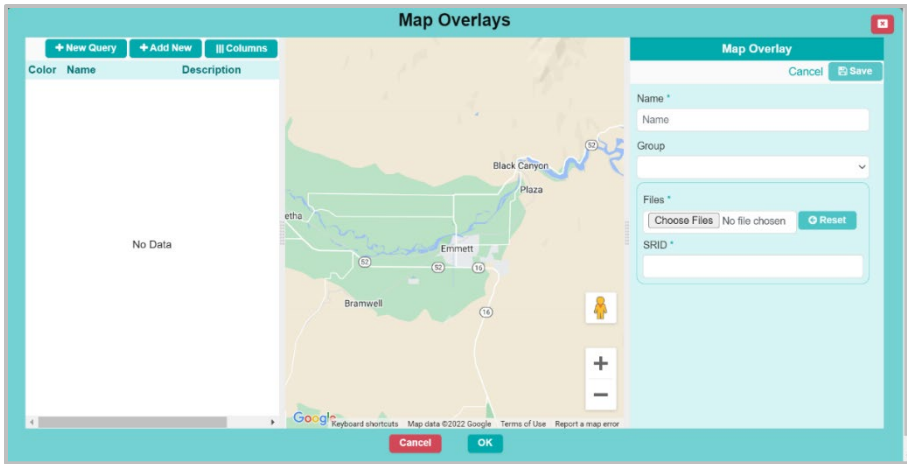 Map Overlays
+ New Query + Add New Columns
Color Name Description
No Data
52
Black Canyon
Plaza
etha
Emmett
52
52
16
Bramwell
16
+
−
Google
Keyboard shortcuts Map data ©2022 Google Terms of Use Report a map error
Map Overlay
Cancel Save
Name *
Name
Group
Files *
Choose Files No file chosen Reset
SRID *
Cancel OK